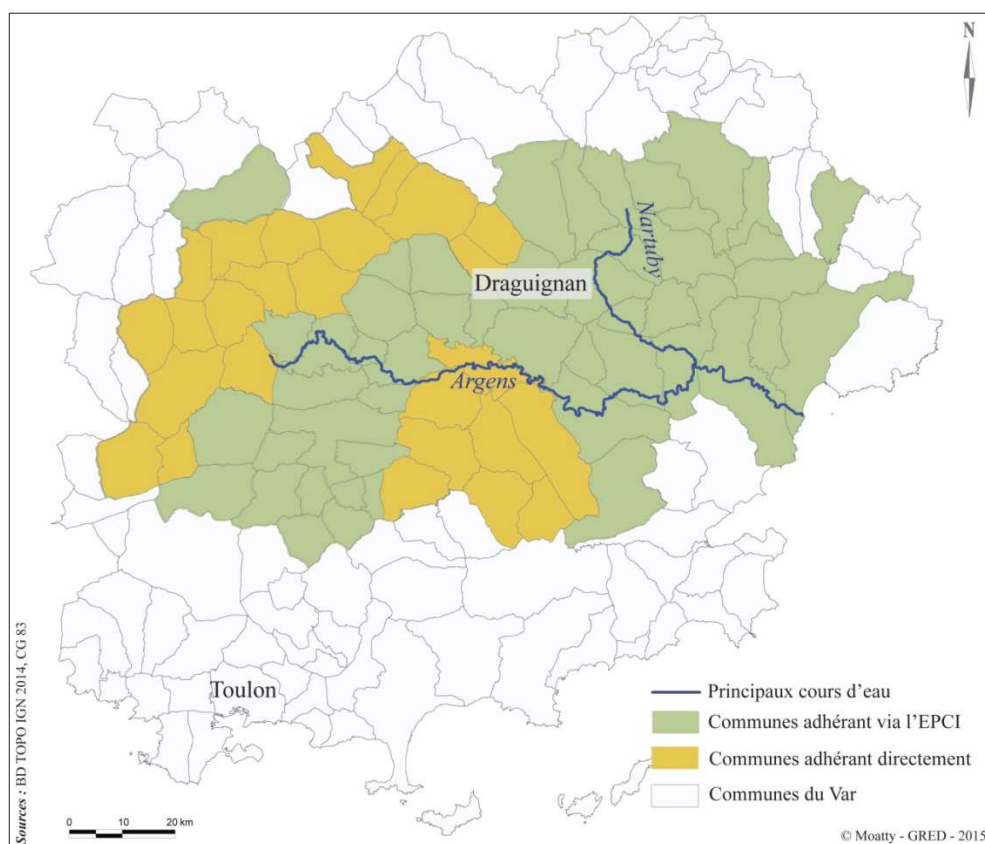 N
Nartuby
Draguignan
Argens
Toulon
Principaux cours d'eau
Communes adhérant via l'EPCI
Communes adhérant directement
Communes du Var
Sources : BD TOPO IGN 2014, CG 83
0 10 20 km
© Moatty - GRED - 2015